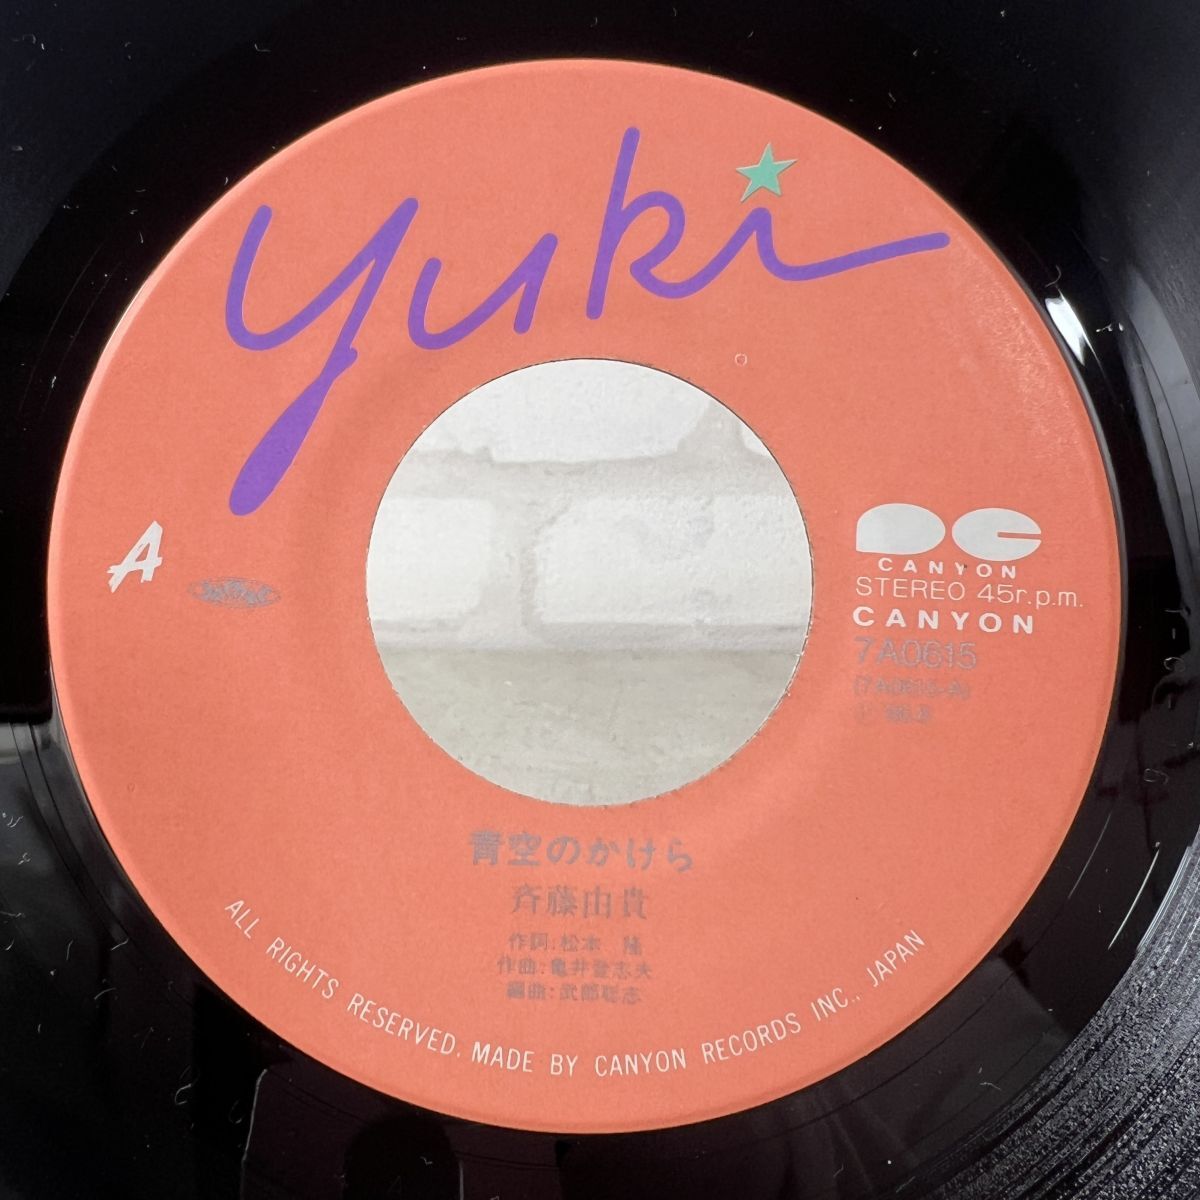 yuki
A
CANYON
STEREO 45r.p.m.
CANYON
7A0615
(7A0615-A)
青空のかけら
斉藤由貴
作詞:松本 隆
作曲:亀井登志夫
編曲:武部聡志
ALL RIGHTS RESERVED. MADE BY CANYON RECORDS INC., JAPAN